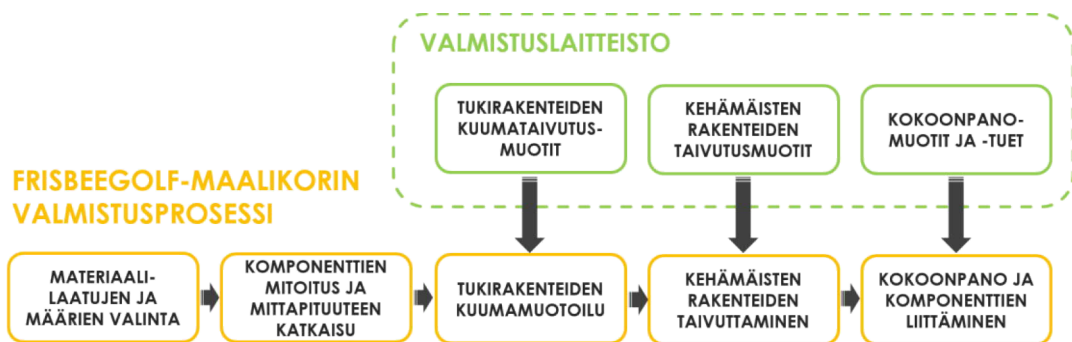 VALMISTUSLAITTEISTO
TUKIRAKENTEIDEN
KUUMATAIVUTUS-
MUOTIT
KEHÄMÄISTEN
RAKENTEIDEN
TAIVUTUSMUOTIT
KOKOONPANO-
MUOTIT JA -TUET
FRISBEEGOLF-MAALIKORIN
VALMISTUSPROSESSI
MATERIAALI-
LAATUJEN JA
MÄÄRIEN VALINTA
KOMPONENTTIEN
MITOITUS JA
MITTAPITUUTEEN
KATKAISU
TUKIRAKENTEIDEN
KUUMAMUOTOILU
KEHÄMÄISTEN
RAKENTEIDEN
TAIVUTTAMINEN
KOKOONPANO JA
KOMPONENTTIEN
LIITTÄMINEN